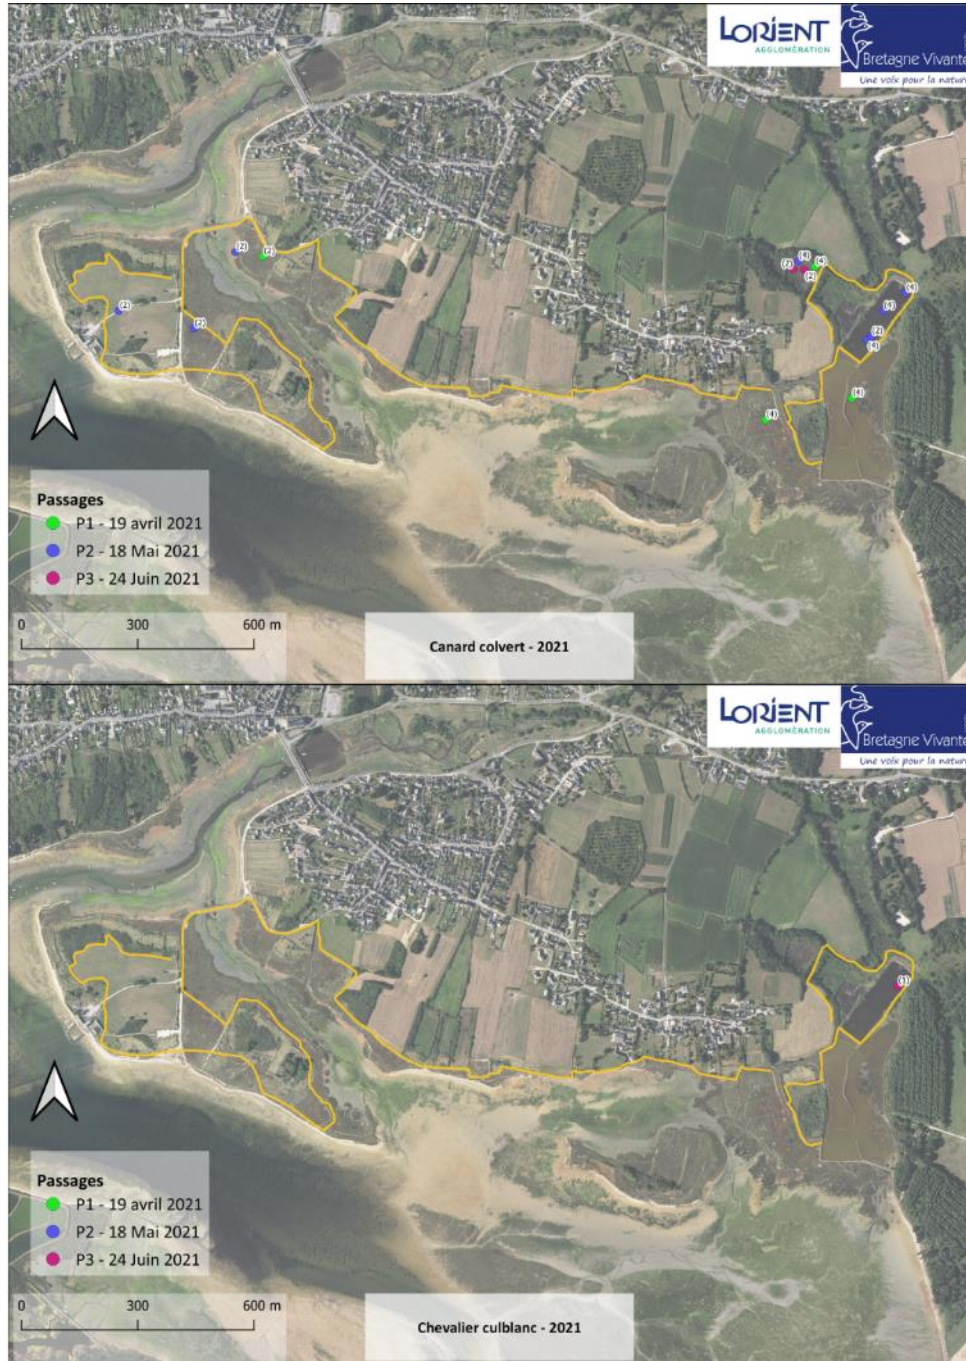 LORIENT
AGGLOMÉRATION
Bretagne Vivante
Une voix pour la nature
(2)
(2)
(2)
(2)
(4)
(4)
(2)
(4)
(4)
(2)
(4)
(4)
(4)
Passages
P1 - 19 avril 2021
P2 - 18 Mai 2021
P3 - 24 Juin 2021
0 300 600 m
Canard colvert - 2021
LORIENT
AGGLOMÉRATION
Bretagne Vivante
Une voix pour la nature
Passages
P1 - 19 avril 2021
P2 - 18 Mai 2021
P3 - 24 Juin 2021
0 300 600 m
Chevalier culblanc - 2021